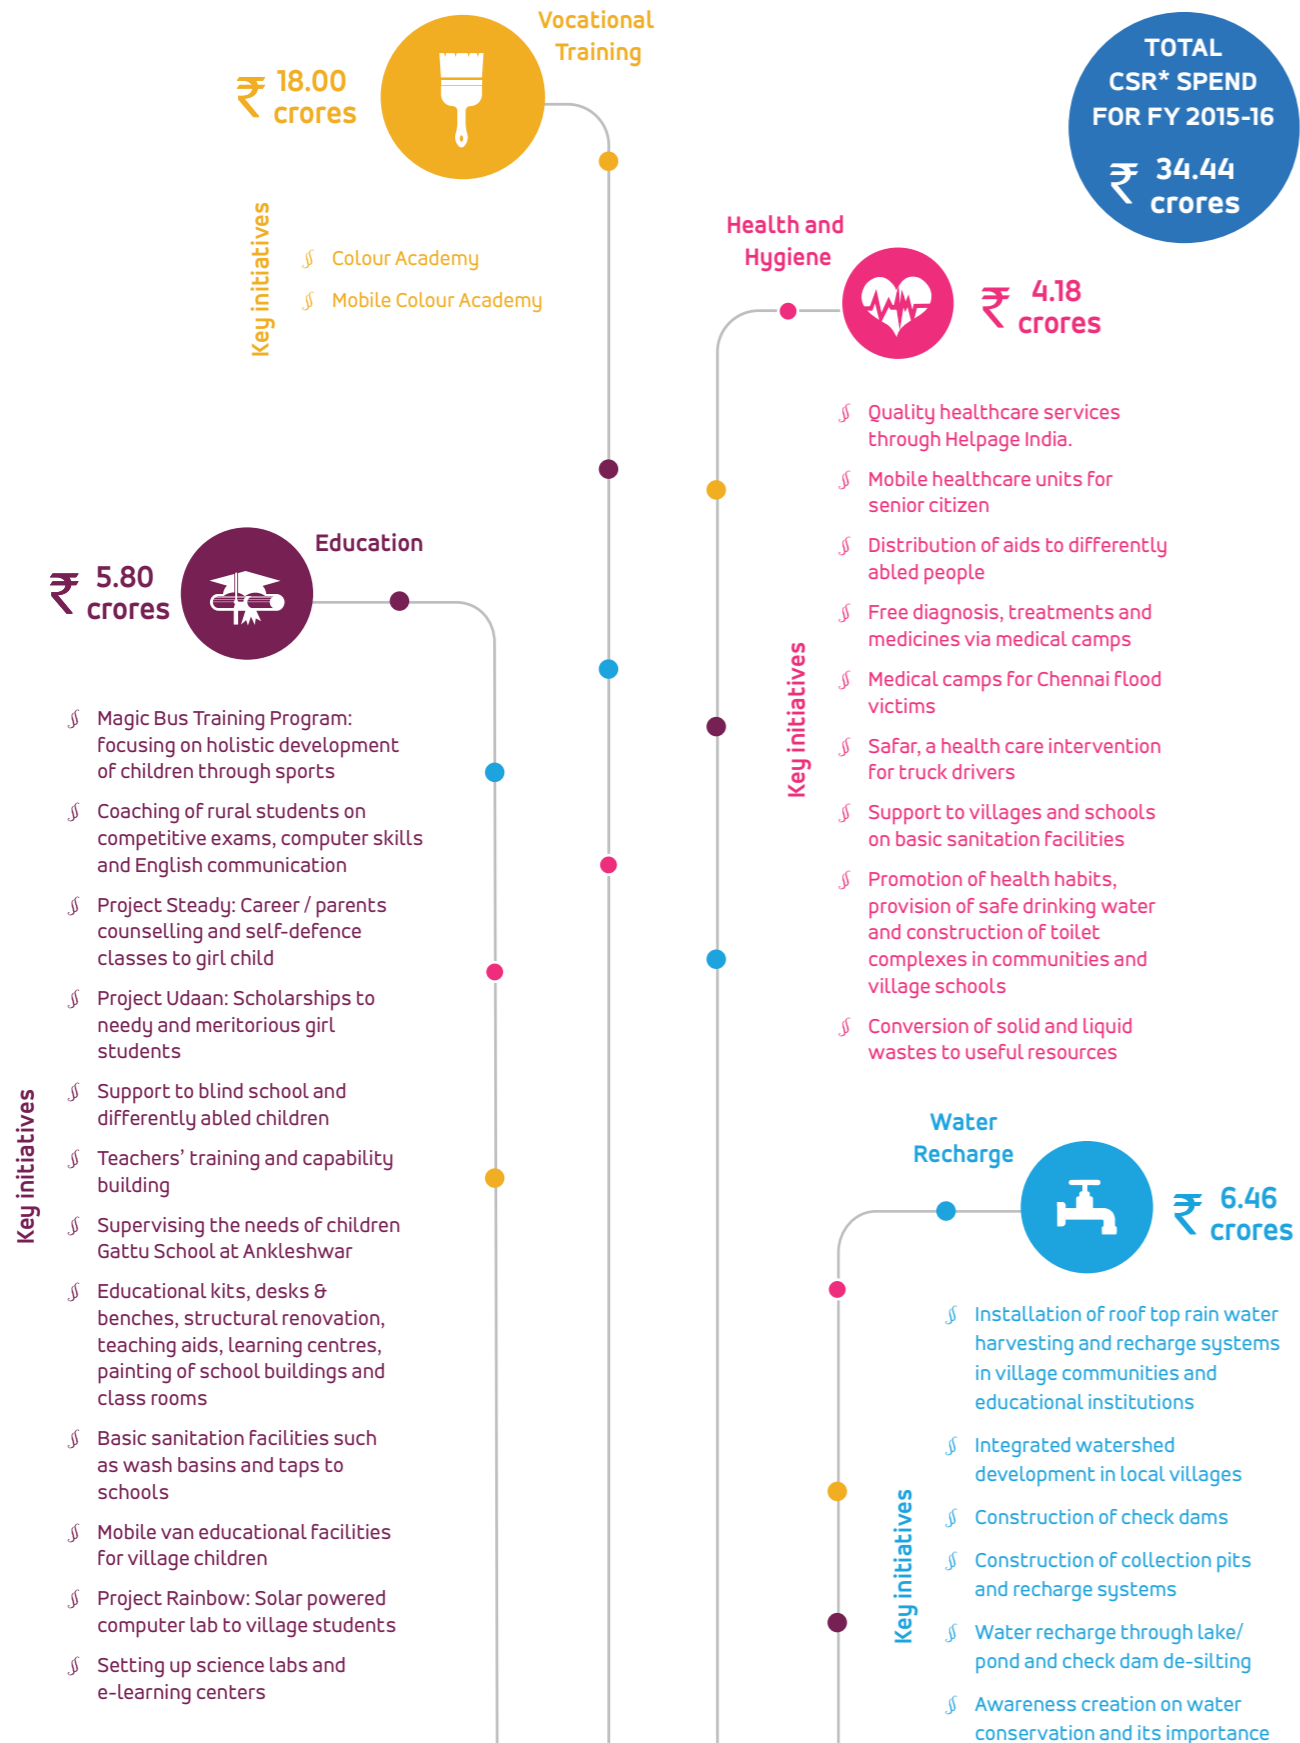 Vocational
Training
₹ 18.00
crores
Key initiatives
Colour Academy
Mobile Colour Academy
TOTAL
CSR* SPEND
FOR FY 2015-16
₹ 34.44
crores
Health and
Hygiene
₹ 4.18
crores
Key initiatives
Quality healthcare services
through Helpage India.
Mobile healthcare units for
senior citizen
Distribution of aids to differently
abled people
Free diagnosis, treatments and
medicines via medical camps
Medical camps for Chennai flood
victims
Safar, a health care intervention
for truck drivers
Support to villages and schools
on basic sanitation facilities
Promotion of health habits,
provision of safe drinking water
and construction of toilet
complexes in communities and
village schools
Conversion of solid and liquid
wastes to useful resources
Education
₹ 5.80
crores
Key initiatives
Magic Bus Training Program:
focusing on holistic development
of children through sports
Coaching of rural students on
competitive exams, computer skills
and English communication
Project Steady: Career / parents
counselling and self-defence
classes to girl child
Project Udaan: Scholarships to
needy and meritorious girl
students
Support to blind school and
differently abled children
Teachers' training and capability
building
Supervising the needs of children
Gattu School at Ankleshwar
Educational kits, desks &
benches, structural renovation,
teaching aids, learning centres,
painting of school buildings and
class rooms
Basic sanitation facilities such
as wash basins and taps to
schools
Mobile van educational facilities
for village children
Project Rainbow: Solar powered
computer lab to village students
Setting up science labs and
e-learning centers
Water
Recharge
₹ 6.46
crores
Key initiatives
Installation of roof top rain water
harvesting and recharge systems
in village communities and
educational institutions
Integrated watershed
development in local villages
Construction of check dams
Construction of collection pits
and recharge systems
Water recharge through lake/
pond and check dam de-silting
Awareness creation on water
conservation and its importance